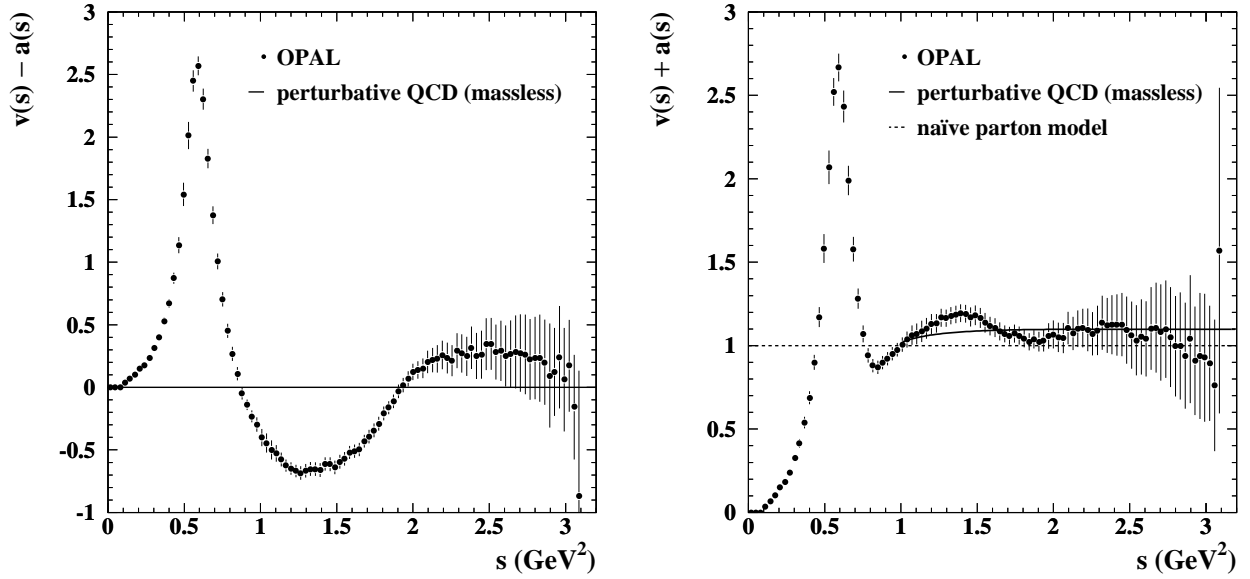 v(s) − a(s)
3
2.5
2
1.5
1
0.5
0
-0.5
-1
OPAL
perturbative QCD (massless)
0 0.5 1 1.5 2 2.5 3
s (GeV²)
v(s) + a(s)
3
2.5
2
1.5
1
0.5
0
OPAL
perturbative QCD (massless)
naïve parton model
0 0.5 1 1.5 2 2.5 3
s (GeV²)